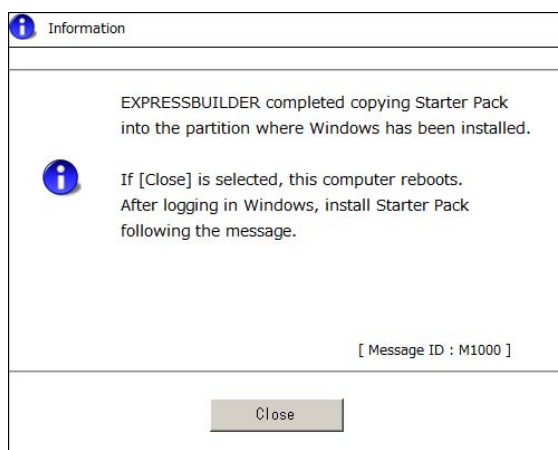 Information
EXPRESSBUILDER completed copying Starter Pack
into the partition where Windows has been installed.
If [Close] is selected, this computer reboots.
After logging in Windows, install Starter Pack
following the message.
[ Message ID : M1000 ]
Close